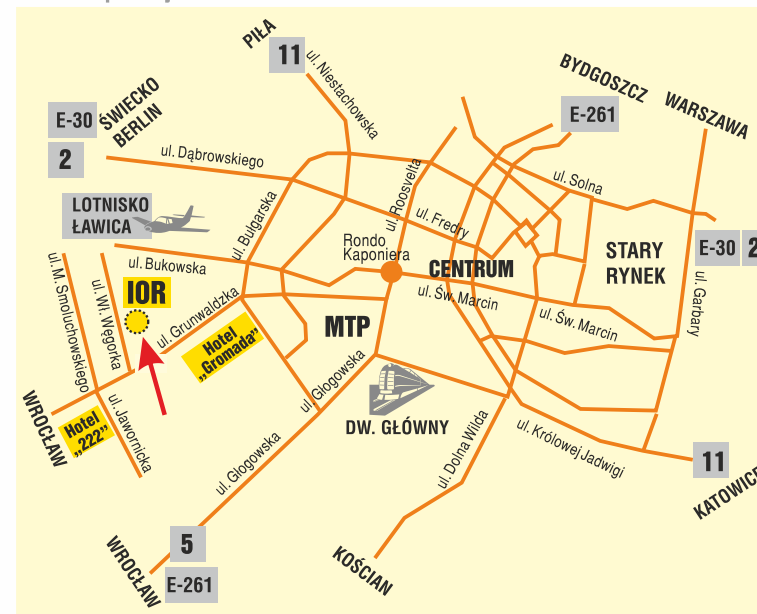 PIŁA
11
ul. Niestachowska
BYDGOSZCZ
E-261
WARSZAWA
E-30
ŚWIECKO
BERLIN
2
ul. Dąbrowskiego
ul. Solna
LOTNISKO
ŁAWICA
ul. Bułgarska
ul. Roosvelta
ul. Fredry
Rondo
Kaponiera
CENTRUM
STARY
RYNEK
E-30
2
ul. M. Smoluchowskiego
ul. Wł. Węgorka
ul. Bukowska
IOR
ul. Grunwaldzka
Hotel
„Gromada"
MTP
ul. Św. Marcin
ul. Św. Marcin
ul. Garbary
WROCŁAW
Hotel
„222"
ul. Jawornicka
ul. Głogowska
ul. Głogowska
DW. GŁÓWNY
ul. Dolna Wilda
ul. Królowej Jadwigi
11
KATOWICE
WROCŁAW
5
E-261
KOŚCIAN